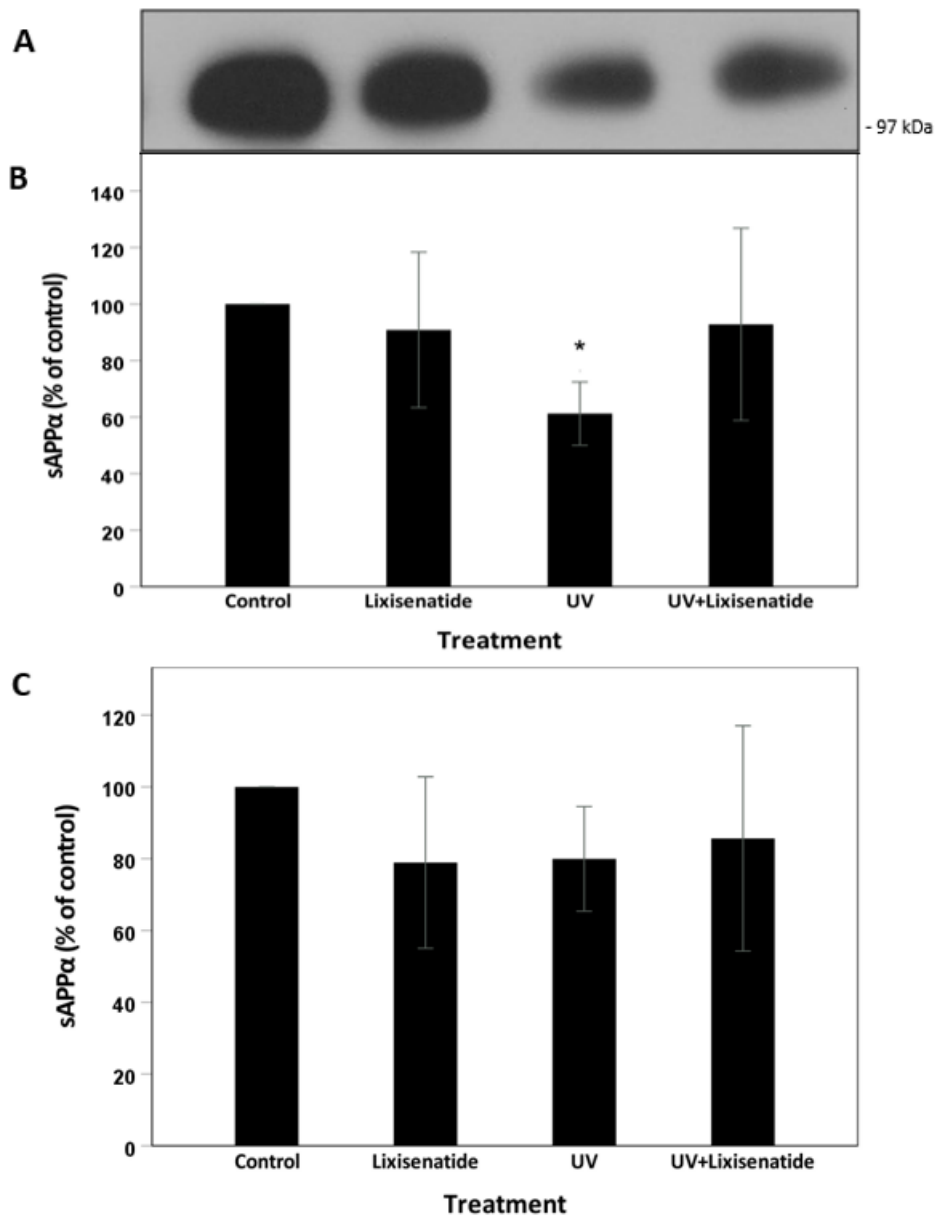 A
- 97 kDa
B
140
120
100
80
60
40
20
0
sAPPα (% of control)
*
Control Lixisenatide UV UV+Lixisenatide
Treatment
C
120
100
80
60
40
20
0
sAPPα (% of control)
Control Lixisenatide UV UV+Lixisenatide
Treatment